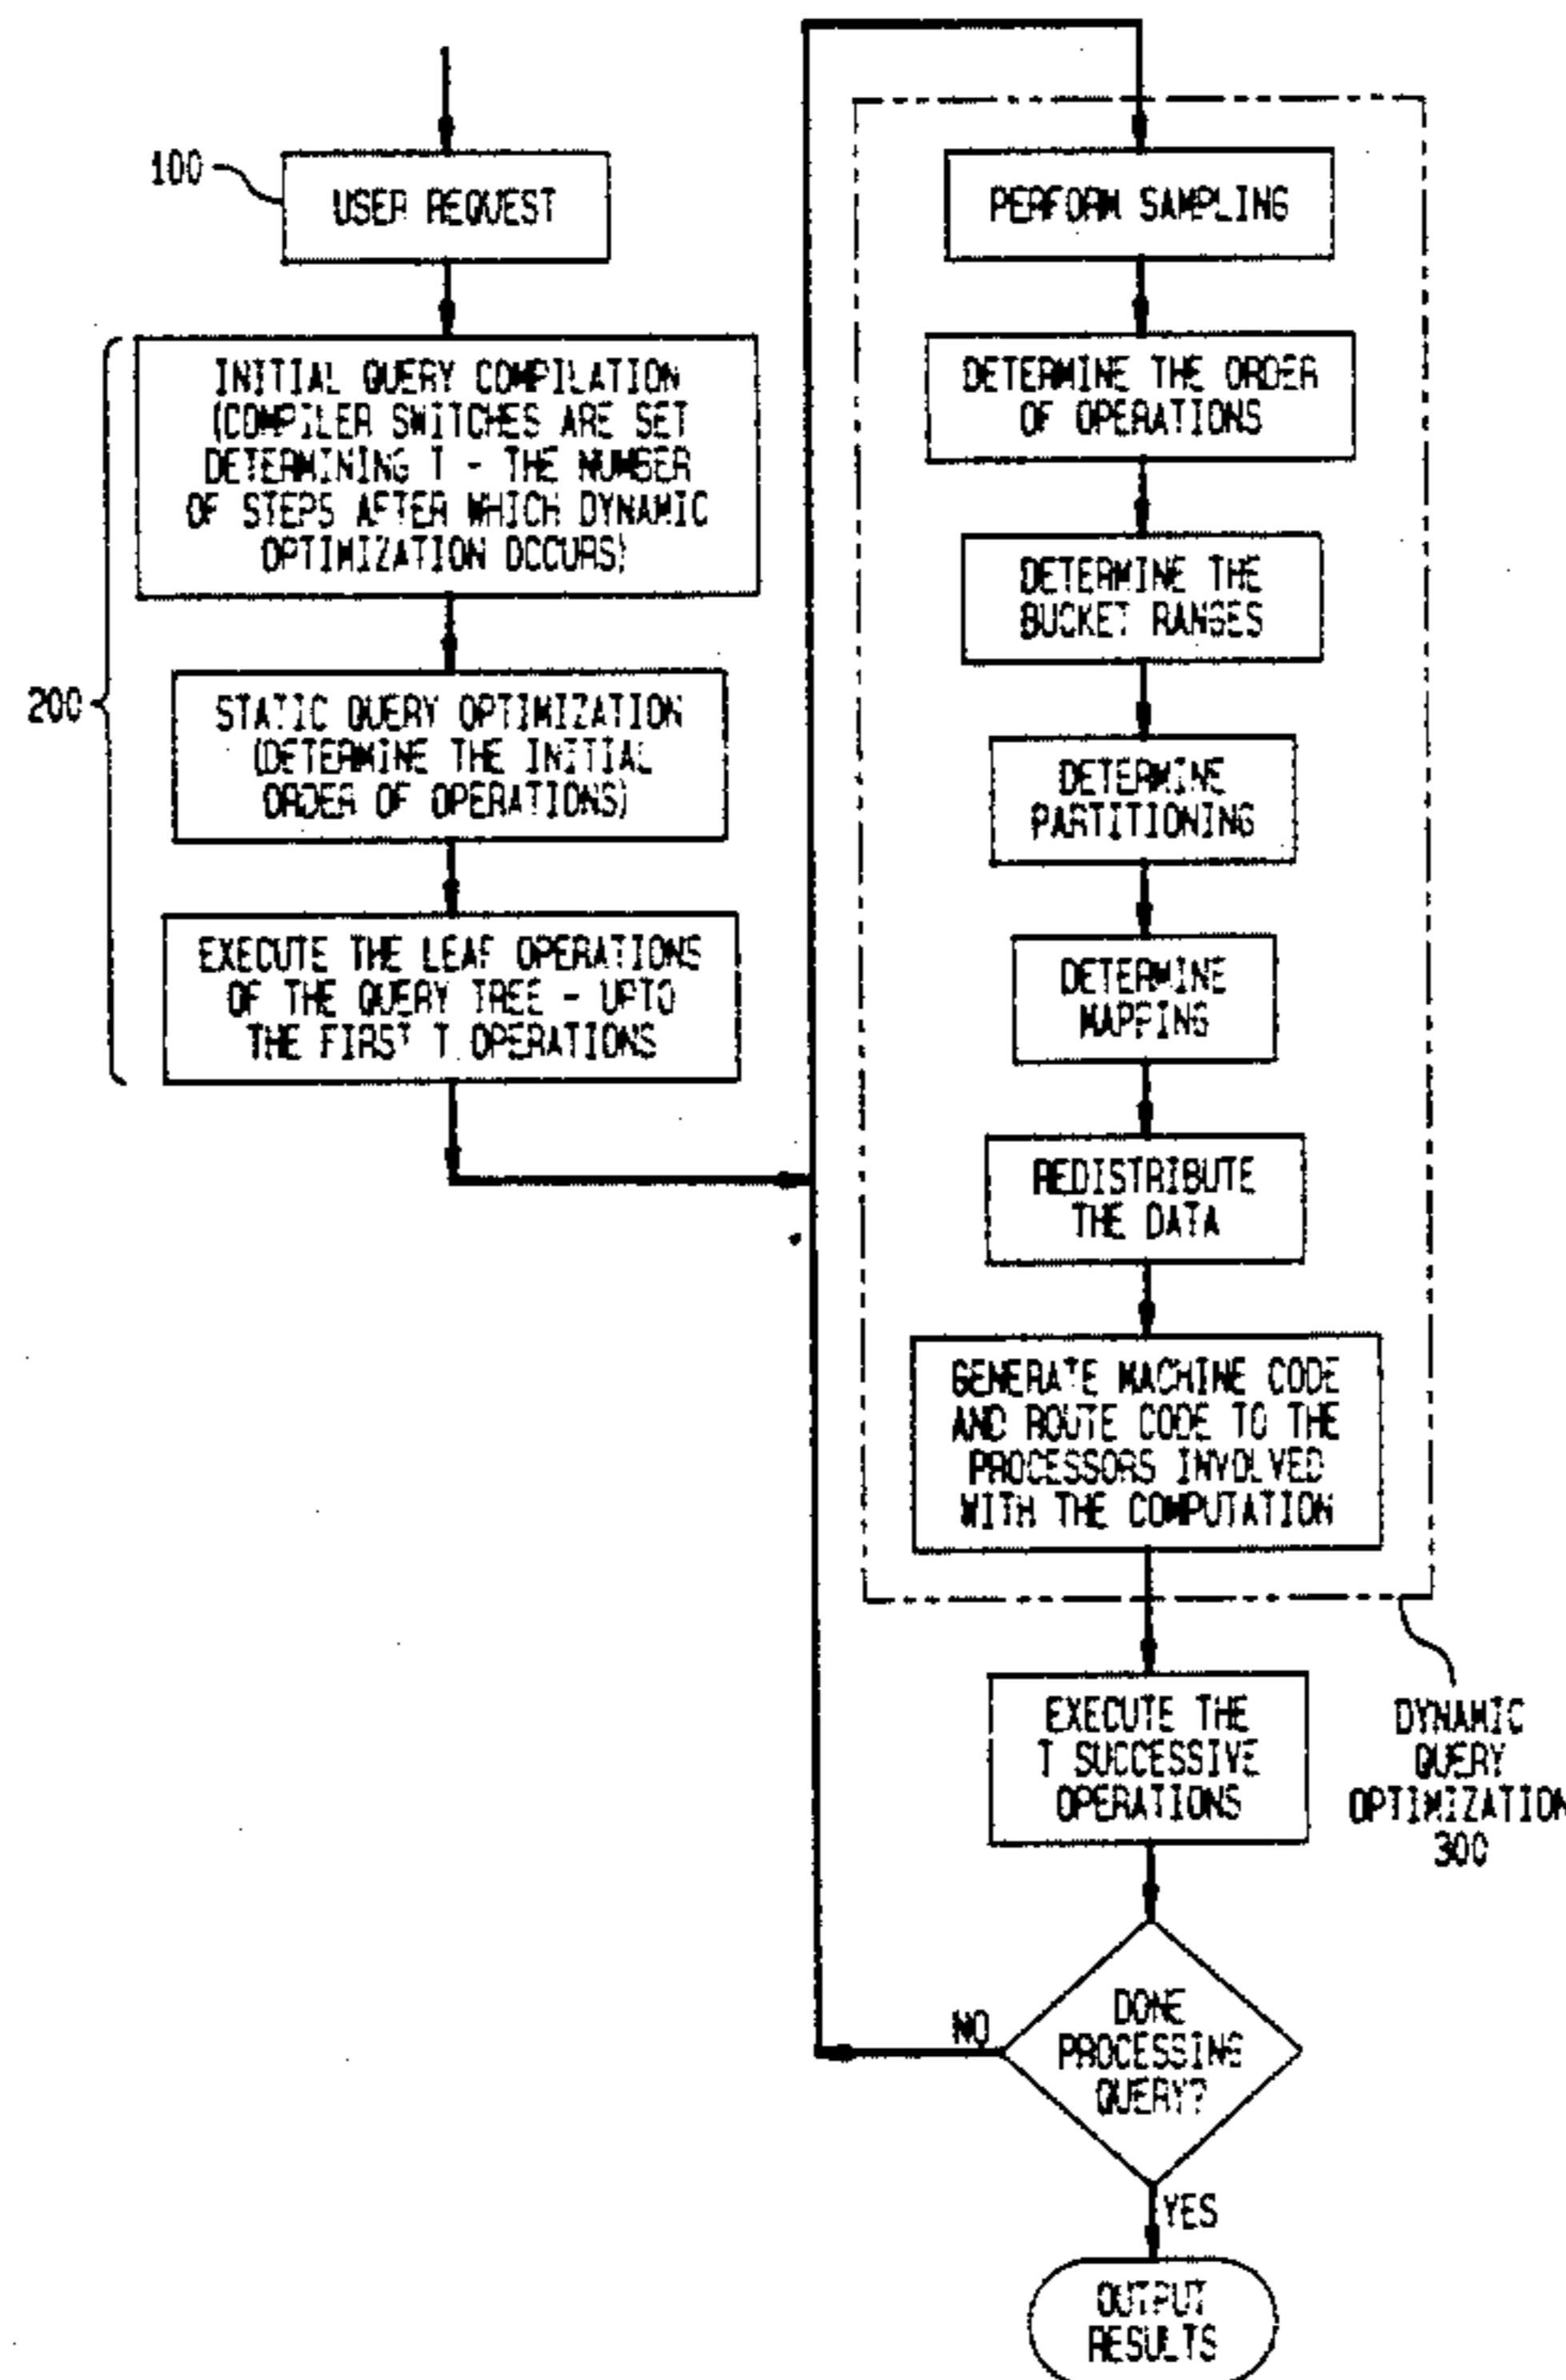 100
USER REQUEST
200
INITIAL QUERY COMPILATION
(COMPILER SWITCHES ARE SET
DETERMINING T - THE NUMBER
OF STEPS AFTER WHICH DYNAMIC
OPTIMIZATION OCCURS)
STATIC QUERY OPTIMIZATION
(DETERMINE THE INITIAL
ORDER OF OPERATIONS)
EXECUTE THE LEAF OPERATIONS
OF THE QUERY TREE - UPTO
THE FIRST T OPERATIONS
PERFORM SAMPLING
DETERMINE THE ORDER
OF OPERATIONS
DETERMINE THE
BUCKET RANGES
DETERMINE
PARTITIONING
DETERMINE
MAPPING
REDISTRIBUTE
THE DATA
GENERATE MACHINE CODE
AND ROUTE CODE TO THE
PROCESSORS INVOLVED
WITH THE COMPUTATION
EXECUTE THE
T SUCCESSIVE
OPERATIONS
DYNAMIC
QUERY
OPTIMIZATION
300
NO
DONE
PROCESSING
QUERY?
YES
OUTPUT
RESULTS